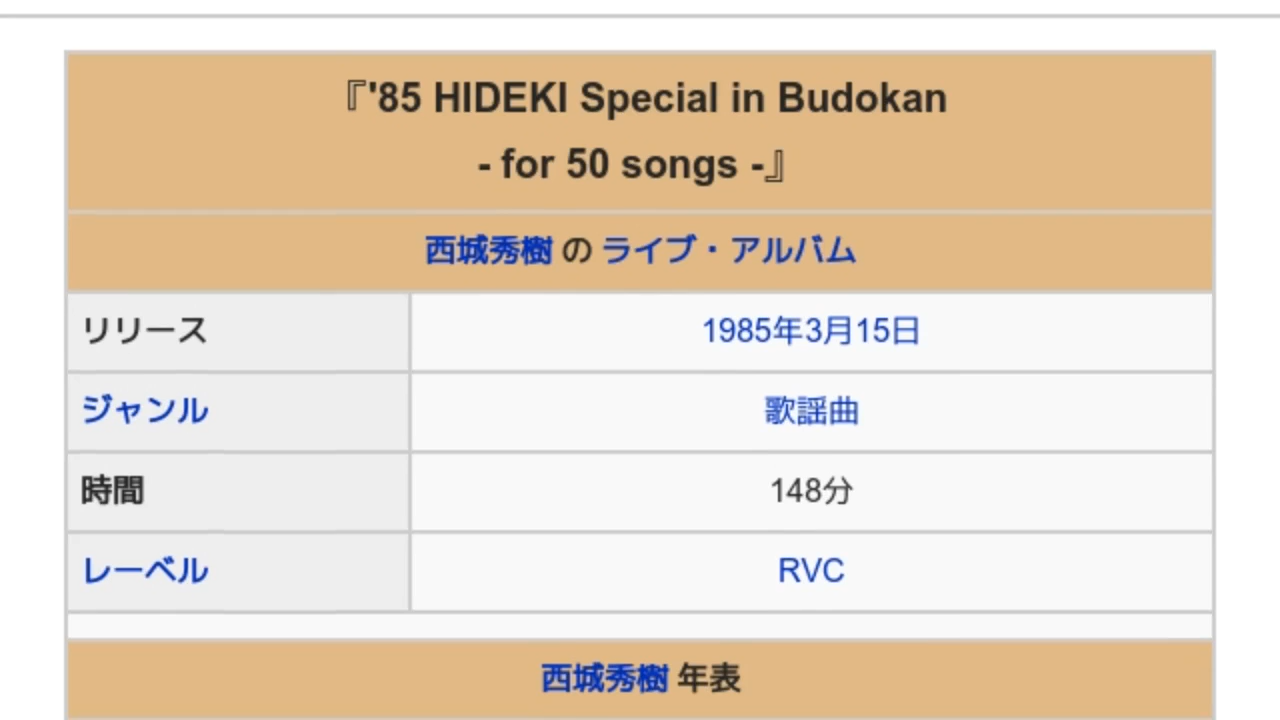 『'85 HIDEKI Special in Budokan
- for 50 songs -』
西城秀樹 の ライブ・アルバム
リリース 1985年3月15日
ジャンル 歌謡曲
時間 148分
レーベル RVC
西城秀樹 年表